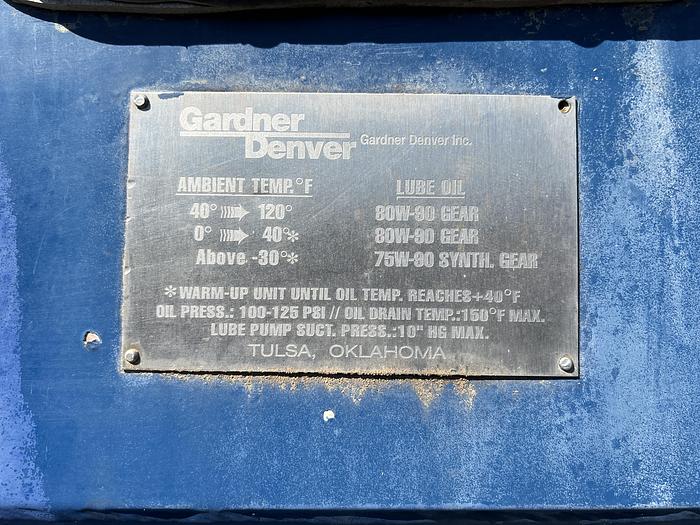 Gardner
Denver Gardner Denver Inc.
AMBIENT TEMP.°F LUBE OIL
40° ⇒ 120° 80W-90 GEAR
0° ⇒ 40°* 80W-90 GEAR
Above -30°* 75W-90 SYNTH. GEAR
*WARM-UP UNIT UNTIL OIL TEMP. REACHES+40°F
OIL PRESS.: 100-125 PSI // OIL DRAIN TEMP.:150°F MAX.
LUBE PUMP SUCT. PRESS.:10" HG MAX.
TULSA, OKLAHOMA